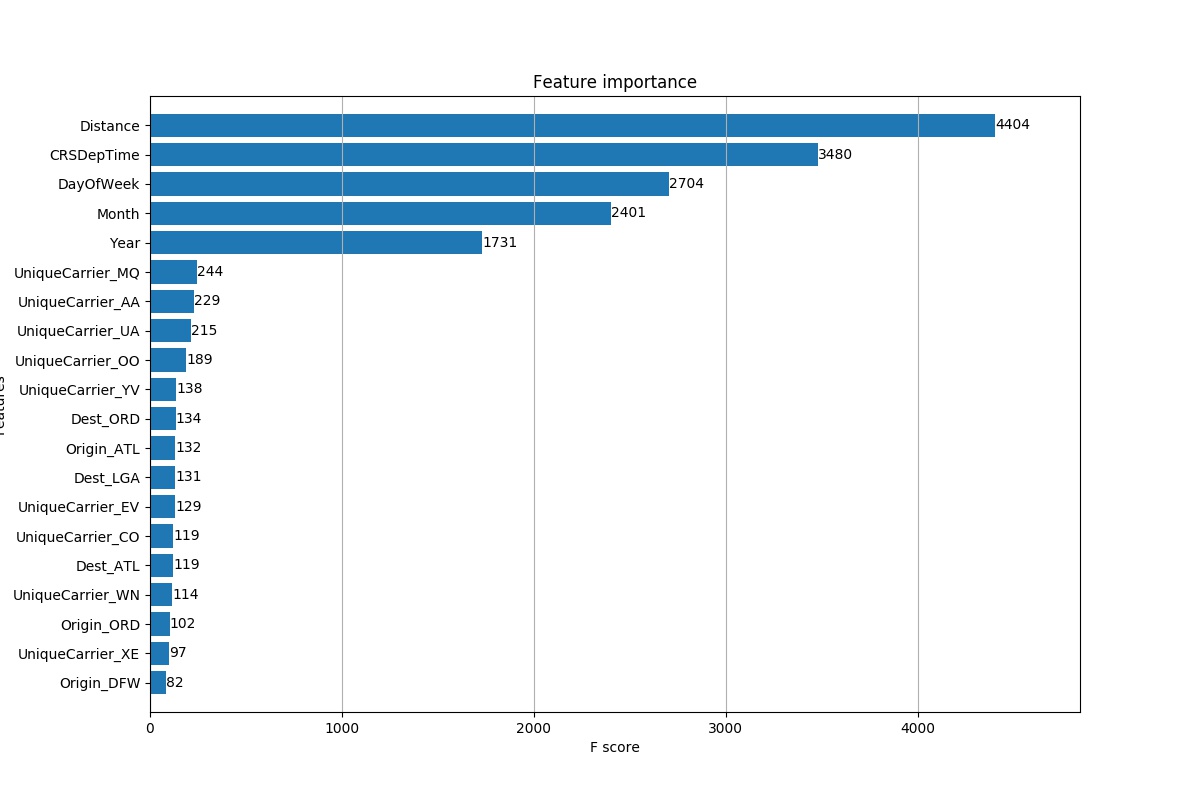 Feature importance
Distance 4404
CRSDepTime 3480
DayOfWeek 2704
Month 2401
Year 1731
UniqueCarrier_MQ 244
UniqueCarrier_AA 229
UniqueCarrier_UA 215
UniqueCarrier_OO 189
UniqueCarrier_YV 138
Dest_ORD 134
Origin_ATL 132
Dest_LGA 131
UniqueCarrier_EV 129
UniqueCarrier_CO 119
Dest_ATL 119
UniqueCarrier_WN 114
Origin_ORD 102
UniqueCarrier_XE 97
Origin_DFW 82
0 1000 2000 3000 4000
F score